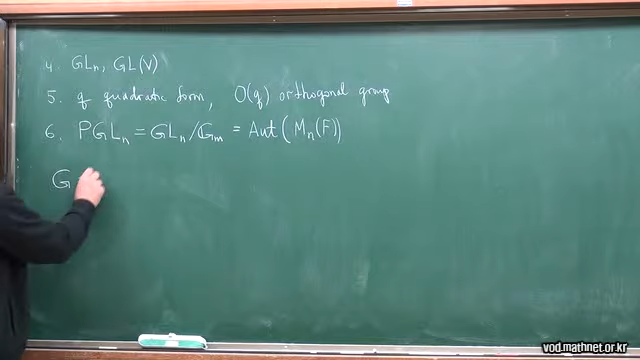 4. GLn, GL(V)
5. q quadratic form, O(q) orthogonal group
6. PGLn = GLn/Gm = Aut(Mn(F))
G
vod.mathnet.or.kr